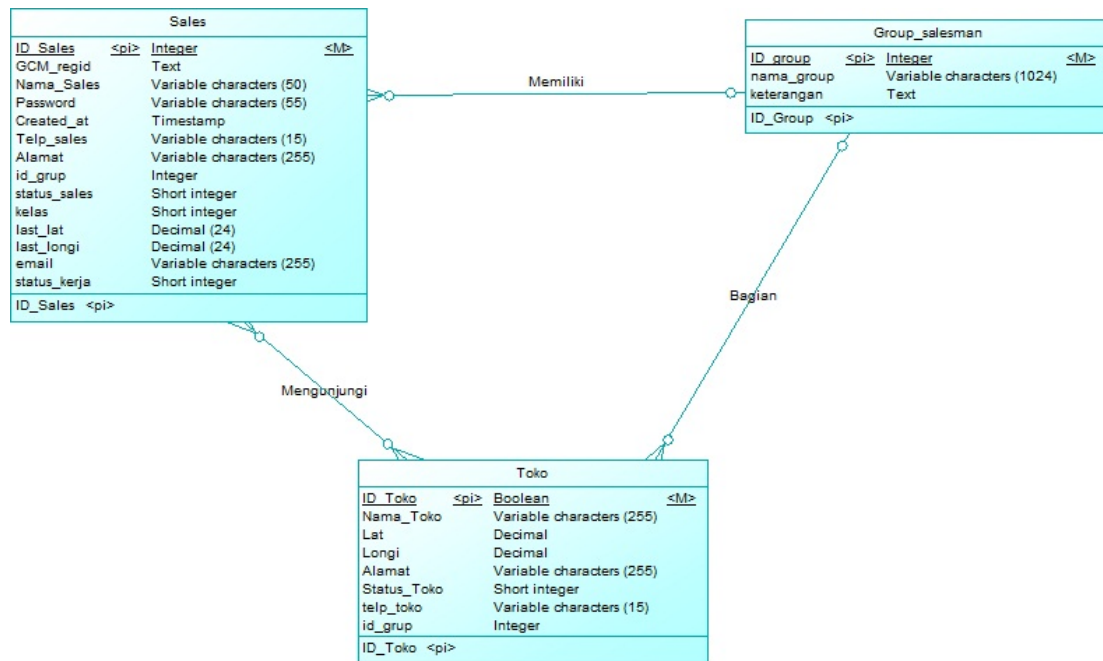 Sales
ID_Sales <pi> Integer <M>
GCM_regid Text
Nama_Sales Variable characters (50)
Password Variable characters (55)
Created_at Timestamp
Telp_sales Variable characters (15)
Alamat Variable characters (255)
id_grup Integer
status_sales Short integer
kelas Short integer
last_lat Decimal (24)
last_longi Decimal (24)
email Variable characters (255)
status_kerja Short integer
ID_Sales <pi>
Memiliki
Group_salesman
ID_group <pi> Integer <M>
nama_group Variable characters (1024)
keterangan Text
ID_Group <pi>
Bagian
Mengunjungi
Toko
ID_Toko <pi> Boolean <M>
Nama_Toko Variable characters (255)
Lat Decimal
Longi Decimal
Alamat Variable characters (255)
Status_Toko Short integer
telp_toko Variable characters (15)
id_grup Integer
ID_Toko <pi>